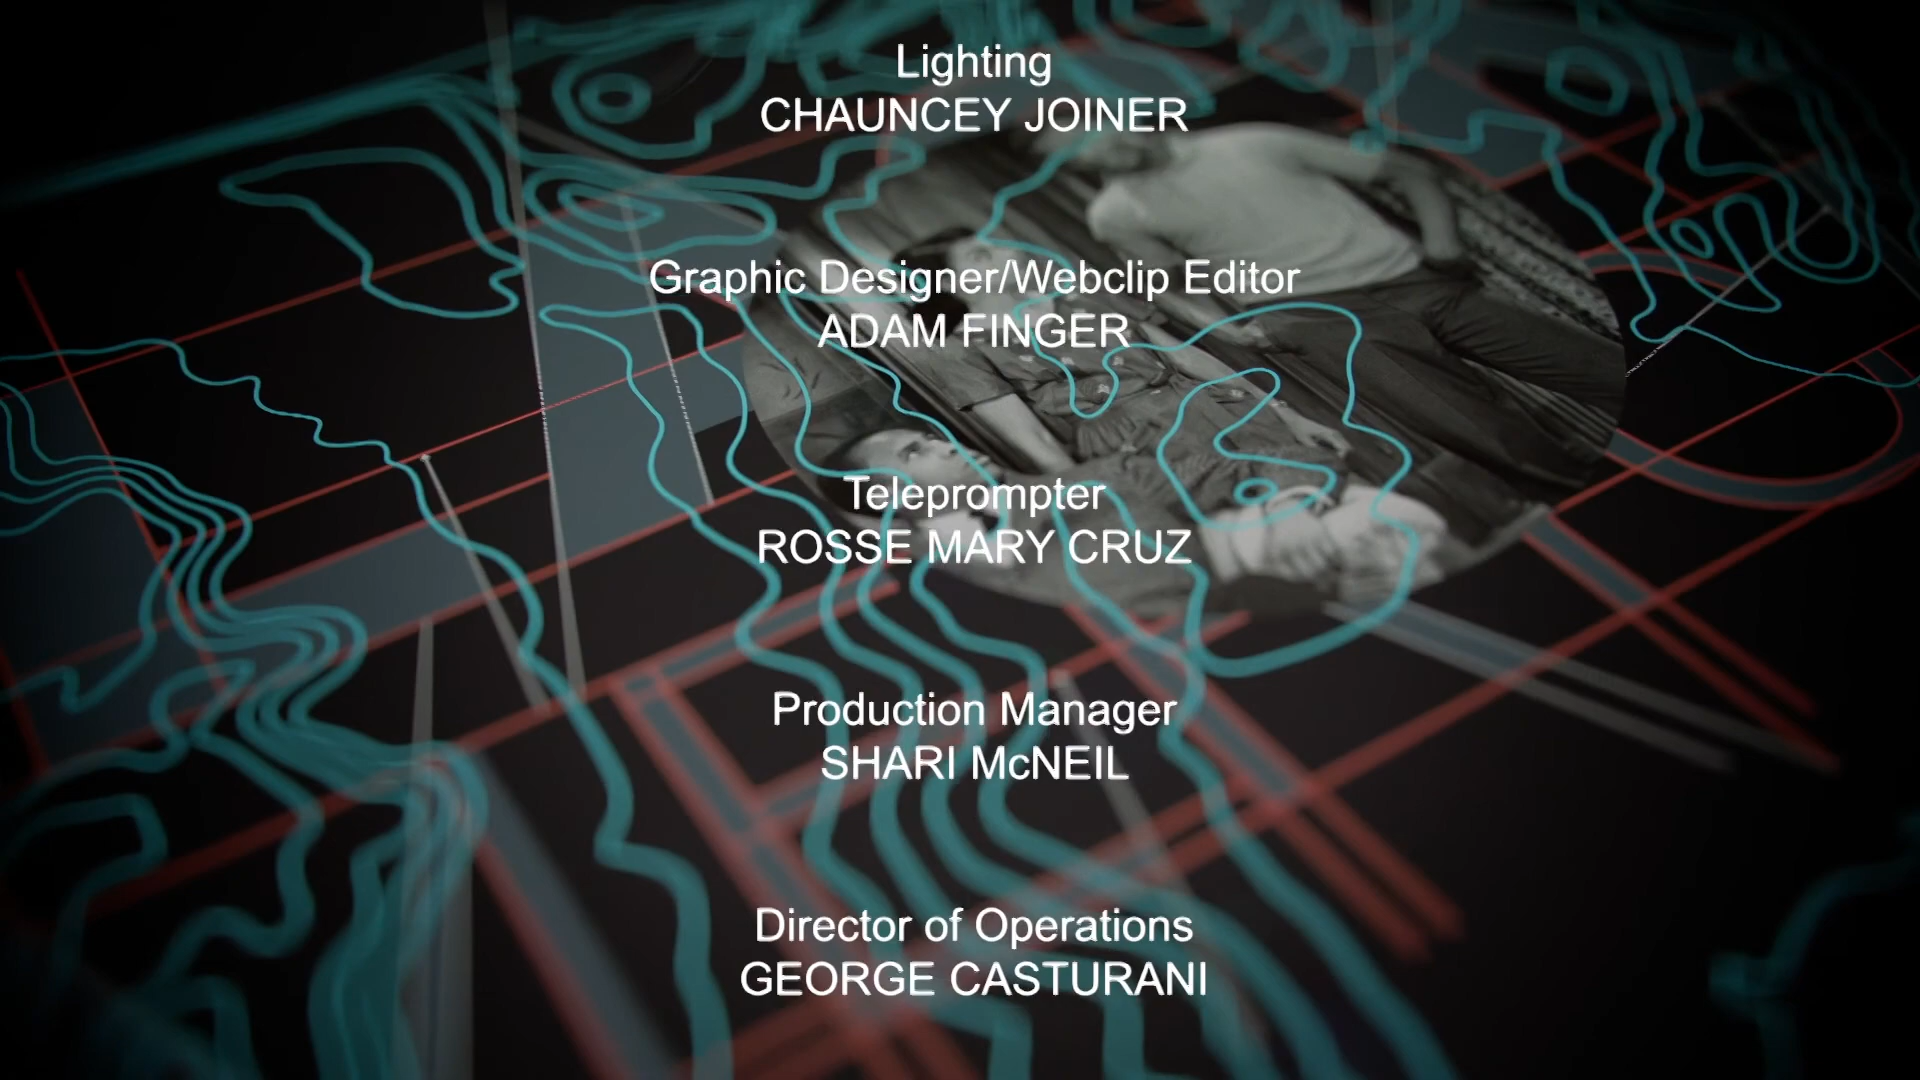 Lighting
CHAUNCEY JOINER
Graphic Designer/Webclip Editor
ADAM FINGER
Teleprompter
ROSSE MARY CRUZ
Production Manager
SHARI McNEIL
Director of Operations
GEORGE CASTURANI